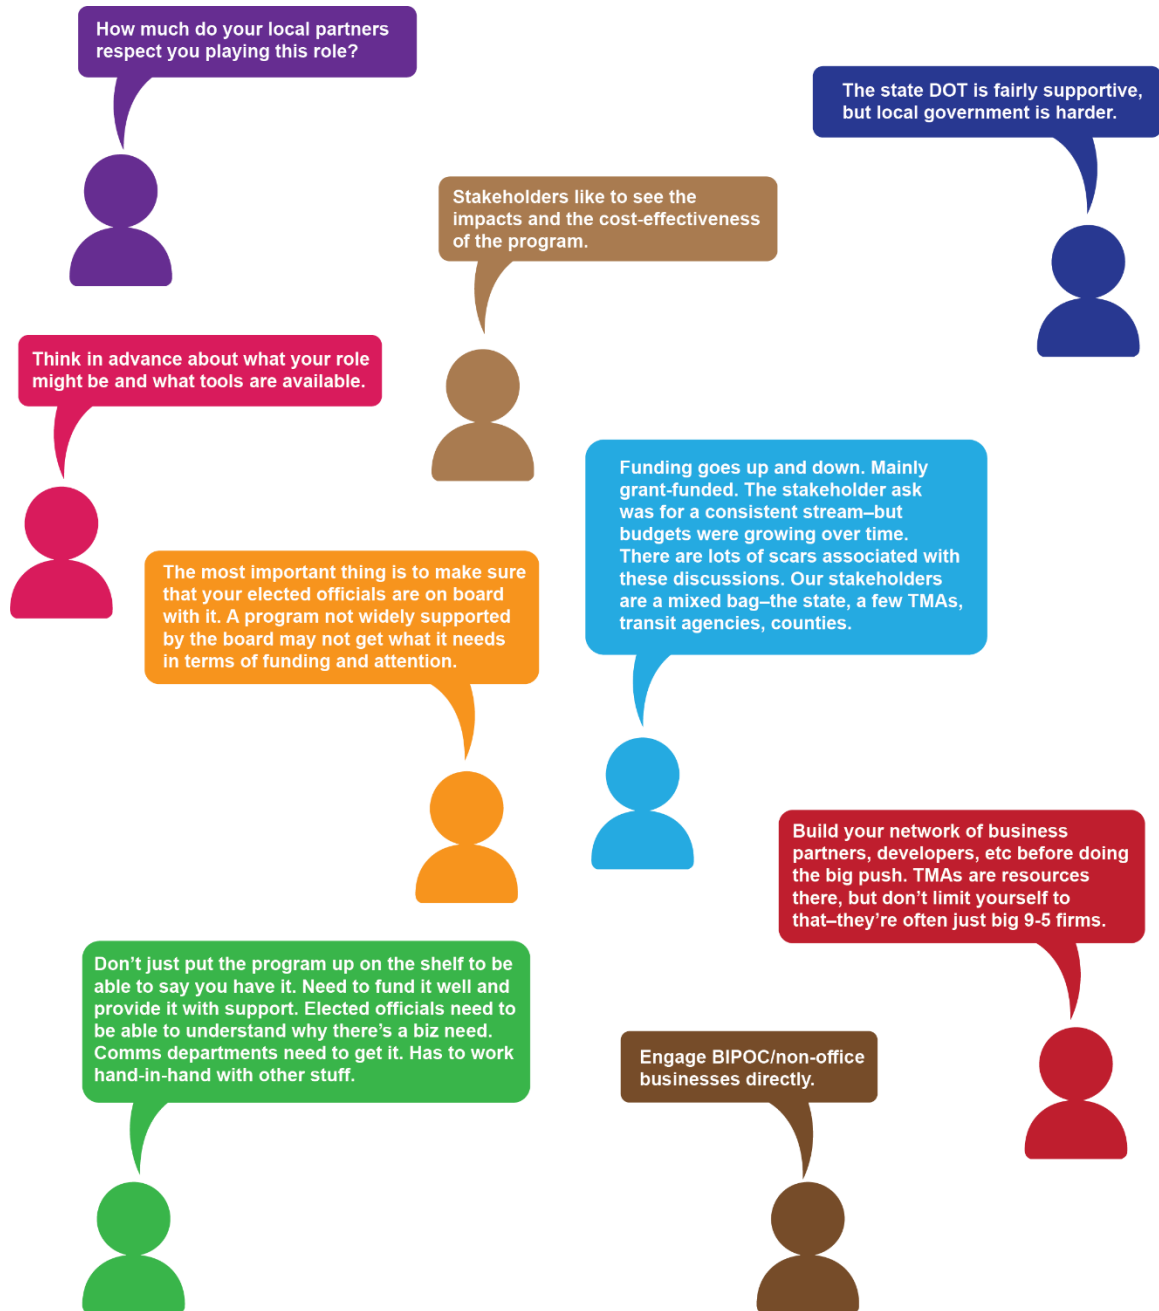 How much do your local partners
respect you playing this role?
The state DOT is fairly supportive,
but local government is harder.
Stakeholders like to see the
impacts and the cost-effectiveness
of the program.
Think in advance about what your role
might be and what tools are available.
Funding goes up and down. Mainly
grant-funded. The stakeholder ask
was for a consistent stream–but
budgets were growing over time.
There are lots of scars associated with
these discussions. Our stakeholders
are a mixed bag–the state, a few TMAs,
transit agencies, counties.
The most important thing is to make sure
that your elected officials are on board
with it. A program not widely supported
by the board may not get what it needs
in terms of funding and attention.
Build your network of business
partners, developers, etc before doing
the big push. TMAs are resources
there, but don’t limit yourself to
that–they’re often just big 9-5 firms.
Don’t just put the program up on the shelf to be
able to say you have it. Need to fund it well and
provide it with support. Elected officials need to
be able to understand why there’s a biz need.
Comms departments need to get it. Has to work
hand-in-hand with other stuff.
Engage BIPOC/non-office
businesses directly.